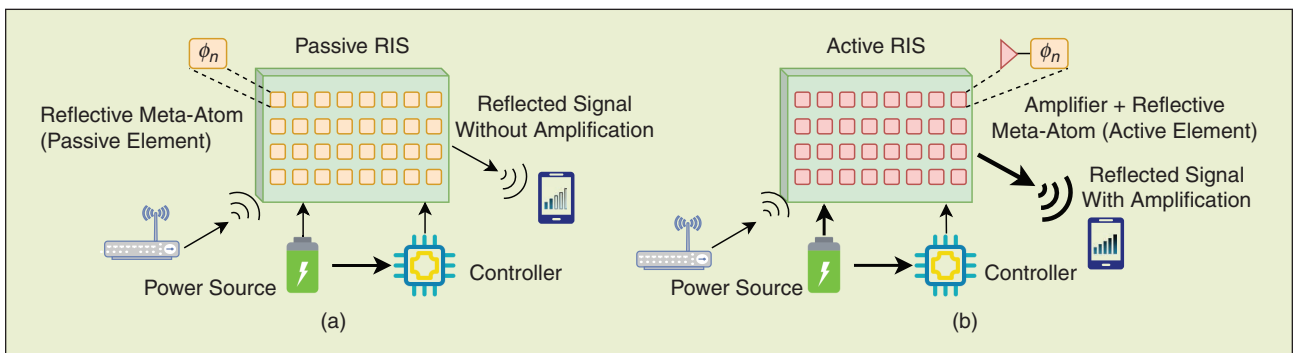 Passive RIS
ϕn
Reflective Meta-Atom
(Passive Element)
Reflected Signal
Without Amplification
Power Source
Controller
(a)
Active RIS
ϕn
Amplifier + Reflective
Meta-Atom (Active Element)
Reflected Signal
With Amplification
Power Source
Controller
(b)